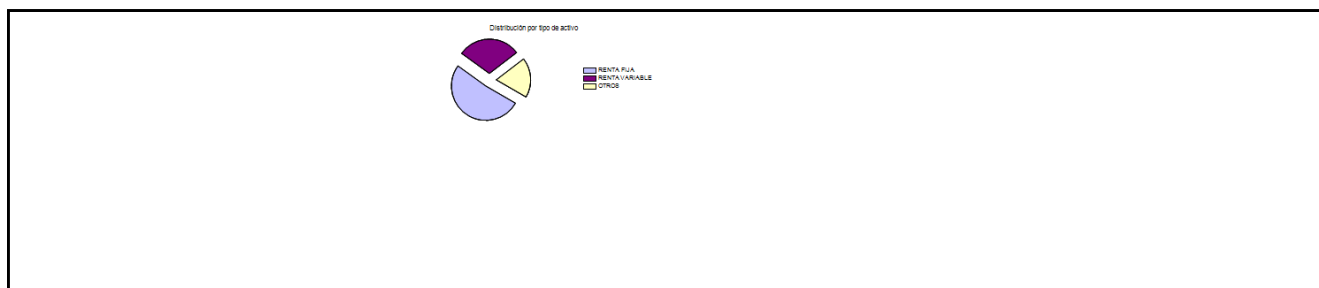 Distribución por tipo de activo
RENTA FIJA
RENTA VARIABLE
OTROS